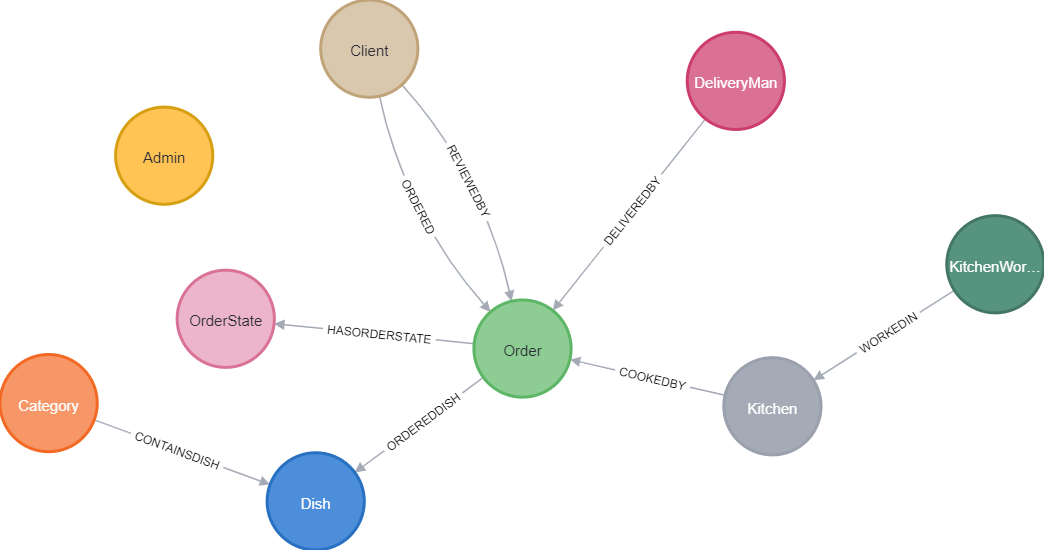 Client
DeliveryMan
Admin
REVIEWEDBY
ORDERED
DELIVEREDBY
KitchenWor...
OrderState
HASORDERSTATE
WORKEDIN
Order
COOKEDBY
Category
Kitchen
ORDEREDDISH
CONTAINSDISH
Dish